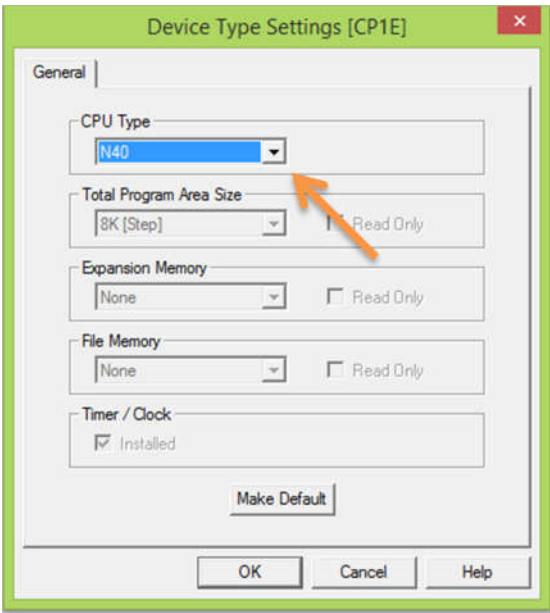 Device Type Settings [CP1E]
×
General
CPU Type
N40
Total Program Area Size
8K [Step]
Read Only
Expansion Memory
None
Read Only
File Memory
None
Read Only
Timer / Clock
Installed
Make Default
OK
Cancel
Help